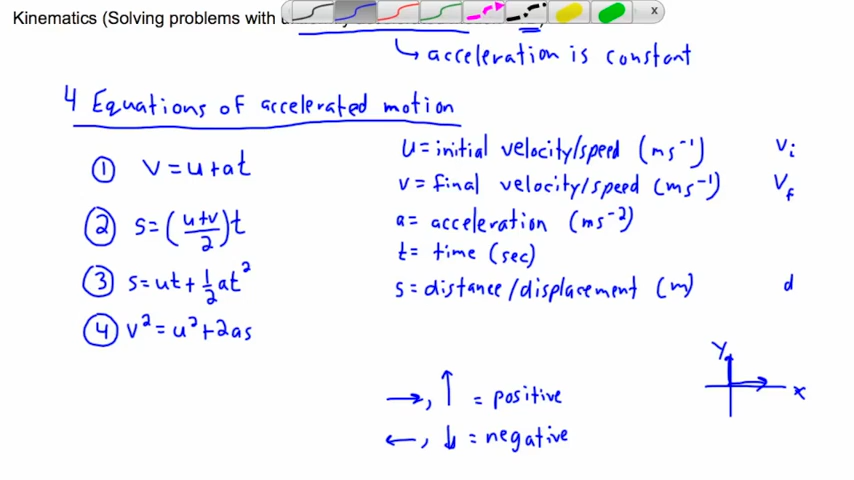 Kinematics (Solving problems with
acceleration is constant
4 Equations of accelerated motion
① v = u + at
② s = (u+v/2)t
③ s = ut + 1/2 at²
④ v² = u² + 2as
u = initial velocity/speed (ms⁻¹) vᵢ
v = final velocity/speed (ms⁻¹) V_f
a = acceleration (ms⁻²)
t = time (sec)
s = distance/displacement (m) d
y
x
→, ↑ = positive
←, ↓ = negative